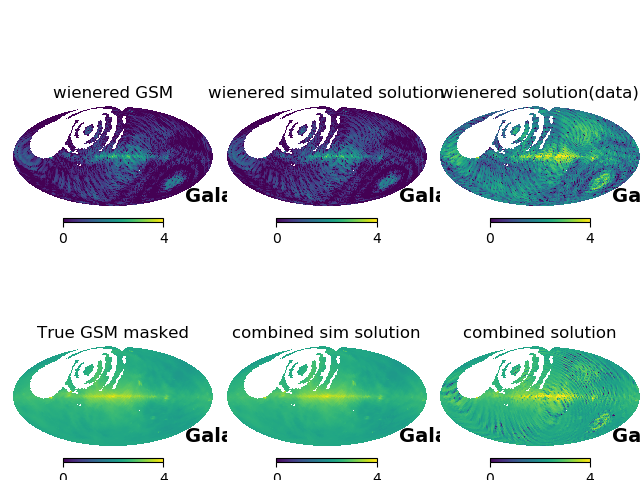 wienered GSM
wienered simulated solution
wienered solution(data)
Gala
Gala
Ga
0 4
0 4
0 4
True GSM masked
combined sim solution
combined solution
Gala
Gala
Ga
0 4
0 4
0 4